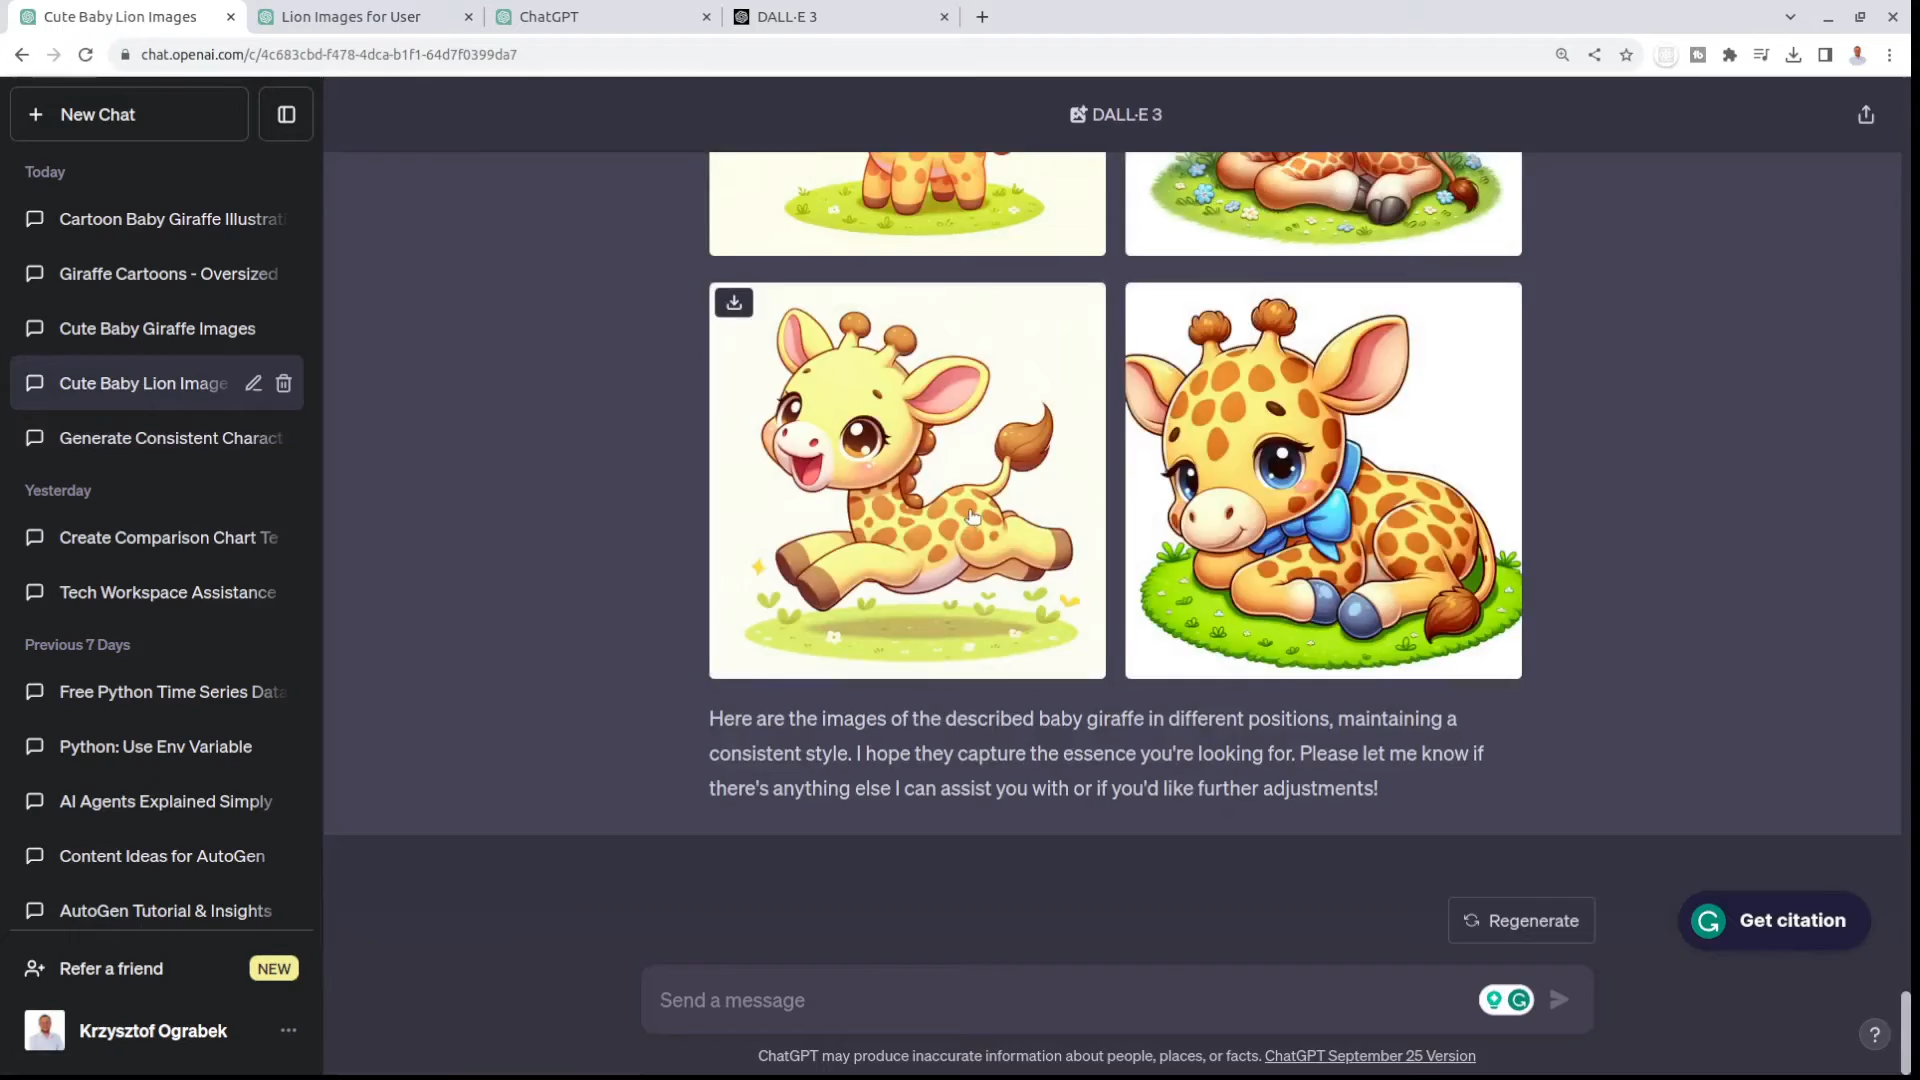 Cute Baby Lion Images
Lion Images for User
ChatGPT
DALL·E 3
chat.openai.com/c/4c683cbd-f478-4dca-b1f1-64d7f0399da7
New Chat
DALL·E 3
Today
Cartoon Baby Giraffe Illustrati
Giraffe Cartoons - Oversized
Cute Baby Giraffe Images
Cute Baby Lion Image
Generate Consistent Charact
Yesterday
Create Comparison Chart Te
Tech Workspace Assistance
Previous 7 Days
Free Python Time Series Data
Python: Use Env Variable
AI Agents Explained Simply
Content Ideas for AutoGen
AutoGen Tutorial & Insights
Refer a friend
NEW
Krzysztof Ograbek
Here are the images of the described baby giraffe in different positions, maintaining a
consistent style. I hope they capture the essence you're looking for. Please let me know if
there's anything else I can assist you with or if you'd like further adjustments!
Regenerate
Get citation
Send a message
ChatGPT may produce inaccurate information about people, places, or facts. ChatGPT September 25 Version
?